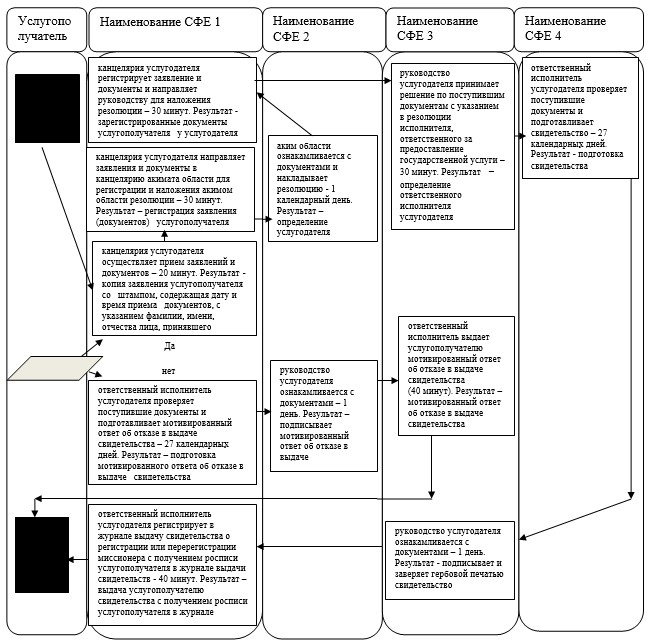 Услугопо
лучатель
Наименование СФЕ 1
Наименование
СФЕ 2
Наименование
СФЕ 3
Наименование
СФЕ 4
канцелярия услугодателя
регистрирует заявление и
документы и направляет
руководству для наложения
резолюции – 30 минут. Результат -
зарегистрированные документы
услугополучателя у услугодателя
канцелярия услугодателя направляет
заявления и документы в
канцелярию акимата области для
регистрации и наложения акимом
области резолюции – 30 минут.
Результат – регистрация заявления
(документов) услугополучателя
канцелярия услугодателя
осуществляет прием заявлений и
документов – 20 минут. Результат -
копия заявления услугополучателя
со штампом, содержащая дату и
время приема документов, с
указанием фамилии, имени,
отчества лица, принявшего
аким области
ознакамливается с
документами и
накладывает
резолюцию - 1
календарный день.
Результат –
определение
услугодателя
руководство
услугодателя принимает
решение по поступившим
документам с указанием
в резолюции
исполнителя,
ответственного за
предоставление
государственной услуги –
30 минут. Результат –
определение
ответственного
исполнителя
услугодателя
ответственный
исполнитель
услугодателя проверяет
поступившие
документы и
подготавливает
свидетельство – 27
календарных дней.
Результат - подготовка
свидетельства
Да
нет
ответственный исполнитель
услугодателя проверяет
поступившие документы и
подготавливает мотивированный
ответ об отказе в выдаче
свидетельства – 27 календарных
дней. Результат – подготовка
мотивированного ответа об отказе в
выдаче свидетельства
руководство
услугодателя
ознакамливается с
документами – 1
день. Результат –
подписывает
мотивированный
ответ об отказе в
выдаче
ответственный
исполнитель выдает
услугополучателю
мотивированный ответ
об отказе в выдаче
свидетельства
(40 минут). Результат –
мотивированный ответ
об отказе в выдаче
свидетельства
ответственный исполнитель
услугодателя регистрирует в
журнале выдачу свидетельства о
регистрации или перерегистрации
миссионера с получением росписи
услугополучателя в журнале выдачи
свидетельств - 40 минут. Результат –
выдача услугополучателю
свидетельства с получением росписи
услугополучателя в журнале
руководство услугодателя
ознакамливается с
документами – 1 день.
Результат - подписывает и
заверяет гербовой печатью
свидетельство